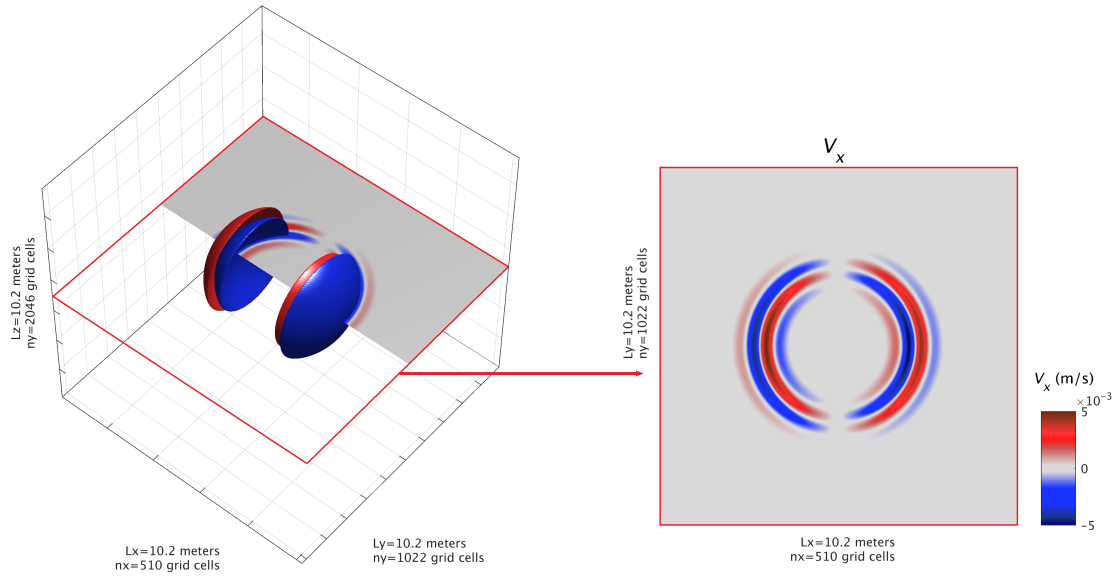 Lz=10.2 meters
ny=2046 grid cells
Lx=10.2 meters
nx=510 grid cells
Ly=10.2 meters
ny=1022 grid cells
Vx
Ly=10.2 meters
ny=1022 grid cells
Lx=10.2 meters
nx=510 grid cells
Vx (m/s)
×10⁻³
5
0
−5